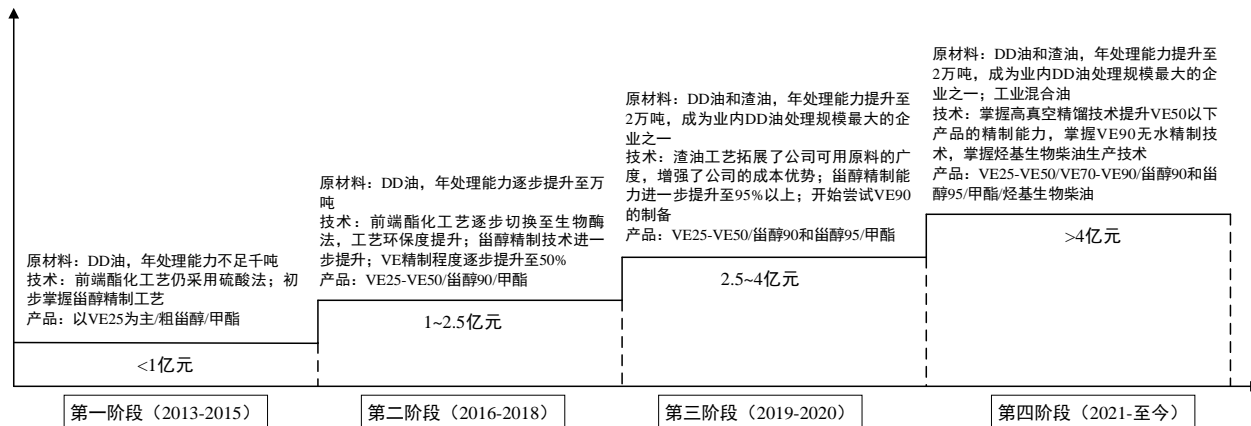 原材料：DD油，年处理能力不足千吨
技术：前端酯化工艺仍采用硫酸法；初
步掌握甾醇精制工艺
产品：以VE25为主/粗甾醇/甲酯
<1亿元
第一阶段（2013-2015）
原材料：DD油，年处理能力逐步提升至万
吨
技术：前端酯化工艺逐步切换至生物酶
法，工艺环保度提升；甾醇精制技术进一
步提升；VE精制程度逐步提升至50%
产品：VE25-VE50/甾醇90/甲酯
1~2.5亿元
第二阶段（2016-2018）
原材料：DD油和渣油，年处理能力提升至
2万吨，成为业内DD油处理规模最大的企
业之一
技术：渣油工艺拓展了公司可用原料的广
度，增强了公司的成本优势；甾醇精制能
力进一步提升至95%以上；开始尝试VE90
的制备
产品：VE25-VE50/甾醇90和甾醇95/甲酯
2.5~4亿元
第三阶段（2019-2020）
原材料：DD油和渣油，年处理能力提升至
2万吨，成为业内DD油处理规模最大的企
业之一；工业混合油
技术：掌握高真空精馏技术提升VE50以下
产品的精制能力，掌握VE90无水精制技
术，掌握烃基生物柴油生产技术
产品：VE25-VE50/VE70-VE90/甾醇90和甾
醇95/甲酯/烃基生物柴油
>4亿元
第四阶段（2021-至今）